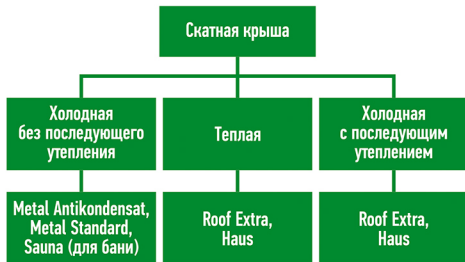 Скатная крыша
Холодная
без последующего
утепления
Теплая
Холодная
с последующим
утеплением
Metal Antikondensat,
Metal Standard,
Sauna (для бани)
Roof Extra,
Haus
Roof Extra,
Haus